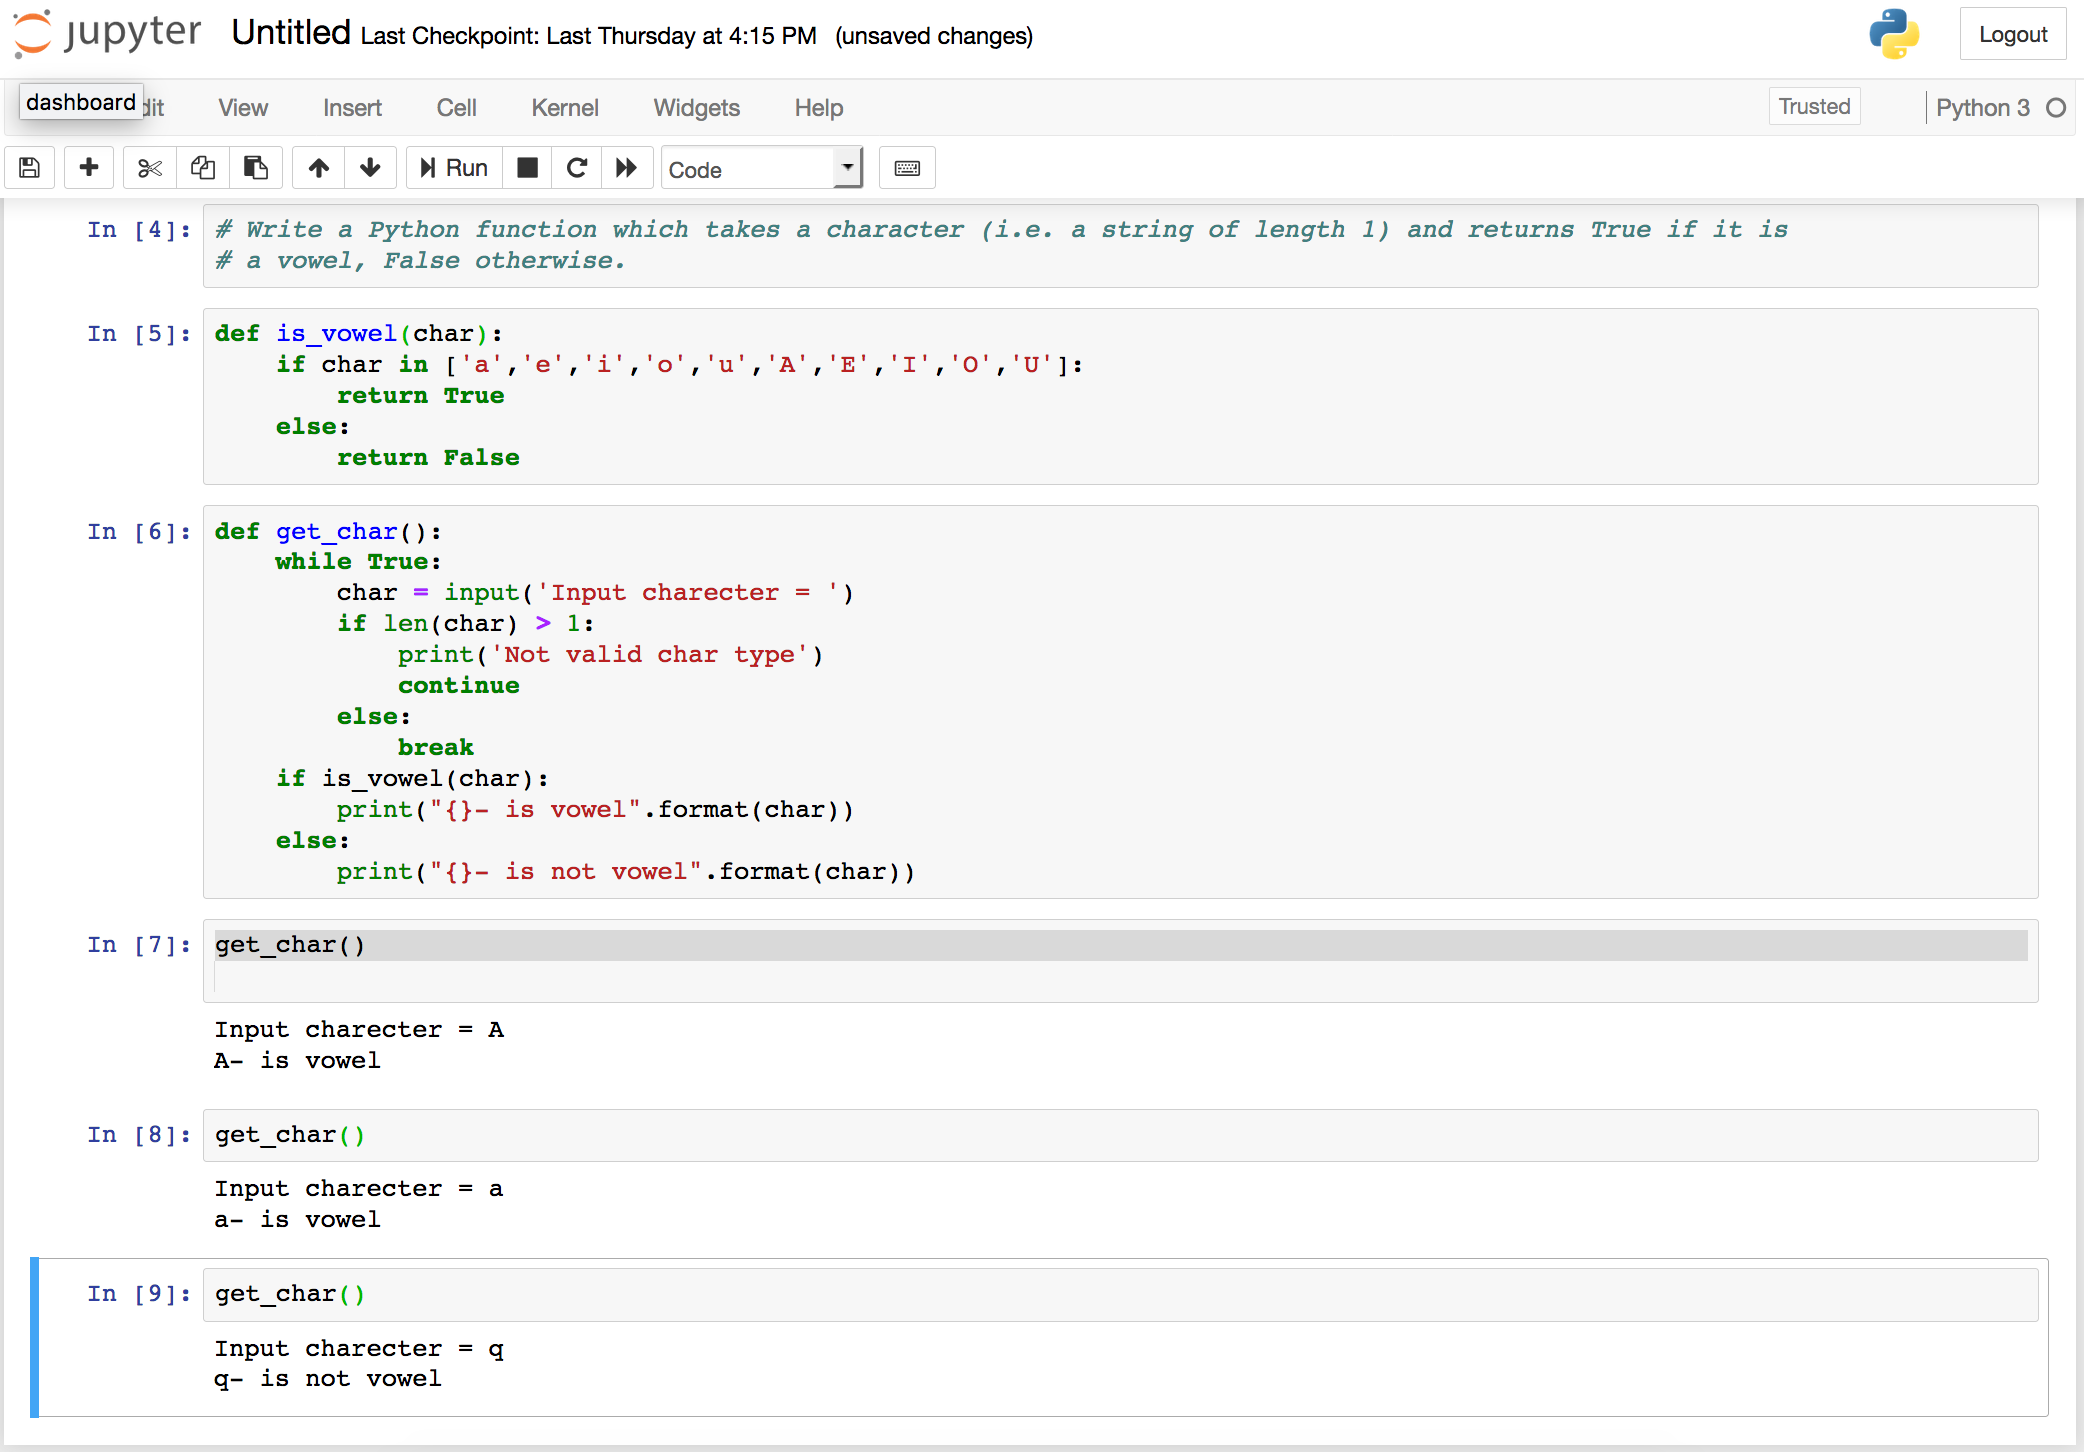 jupyter Untitled Last Checkpoint: Last Thursday at 4:15 PM (unsaved changes) Logout
dashboard dit View Insert Cell Kernel Widgets Help Trusted Python 3
Run Code
In [4]: # Write a Python function which takes a character (i.e. a string of length 1) and returns True if it is
# a vowel, False otherwise.
In [5]: def is_vowel(char):
    if char in ['a','e','i','o','u','A','E','I','O','U']:
        return True
    else:
        return False
In [6]: def get_char():
    while True:
        char = input('Input charecter = ')
        if len(char) > 1:
            print('Not valid char type')
            continue
        else:
            break
    if is_vowel(char):
        print("{}- is vowel".format(char))
    else:
        print("{}- is not vowel".format(char))
In [7]: get_char()
Input charecter = A
A- is vowel
In [8]: get_char()
Input charecter = a
a- is vowel
In [9]: get_char()
Input charecter = q
q- is not vowel